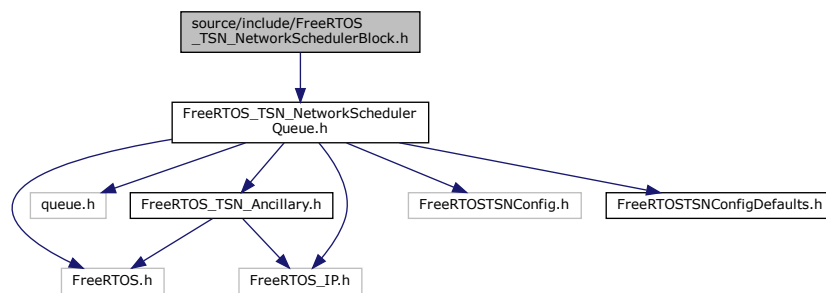 source/include/FreeRTOS
_TSN_NetworkSchedulerBlock.h
FreeRTOS_TSN_NetworkScheduler
Queue.h
queue.h
FreeRTOS_TSN_Ancillary.h
FreeRTOSTSNConfig.h
FreeRTOSTSNConfigDefaults.h
FreeRTOS.h
FreeRTOS_IP.h